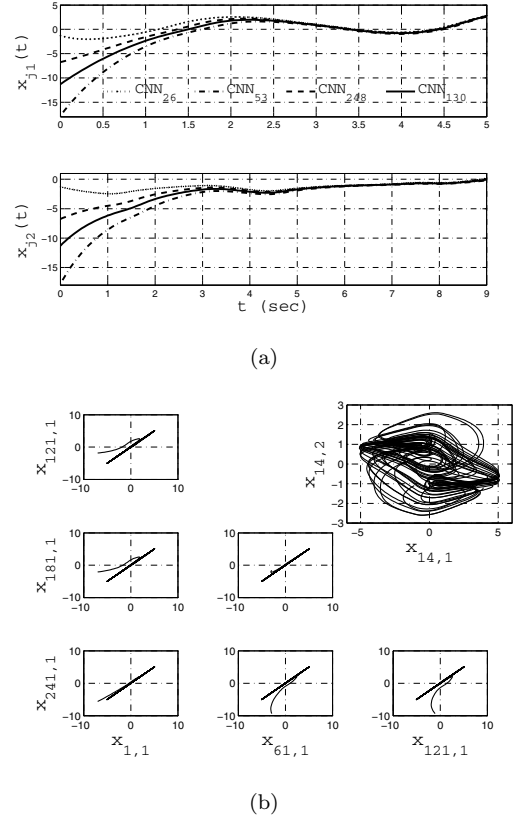 5
0
−5
−10
−15
x_j1(t)
CNN_26 CNN_53 CNN_248 CNN_130
0 0.5 1 1.5 2 2.5 3 3.5 4 4.5 5
0
−5
−10
−15
x_j2(t)
0 1 2 3 4 5 6 7 8 9
t (sec)
(a)
10
0
−10
x_121,1
−10 0 10
3
2
1
0
−1
−2
−3
x_14,2
−5 0 5
x_14,1
10
0
−10
x_181,1
−10 0 10
10
0
−10
−10 0 10
10
0
−10
x_241,1
−10 0 10
x_1,1
10
0
−10
−10 0 10
x_61,1
10
0
−10
−10 0 10
x_121,1
(b)